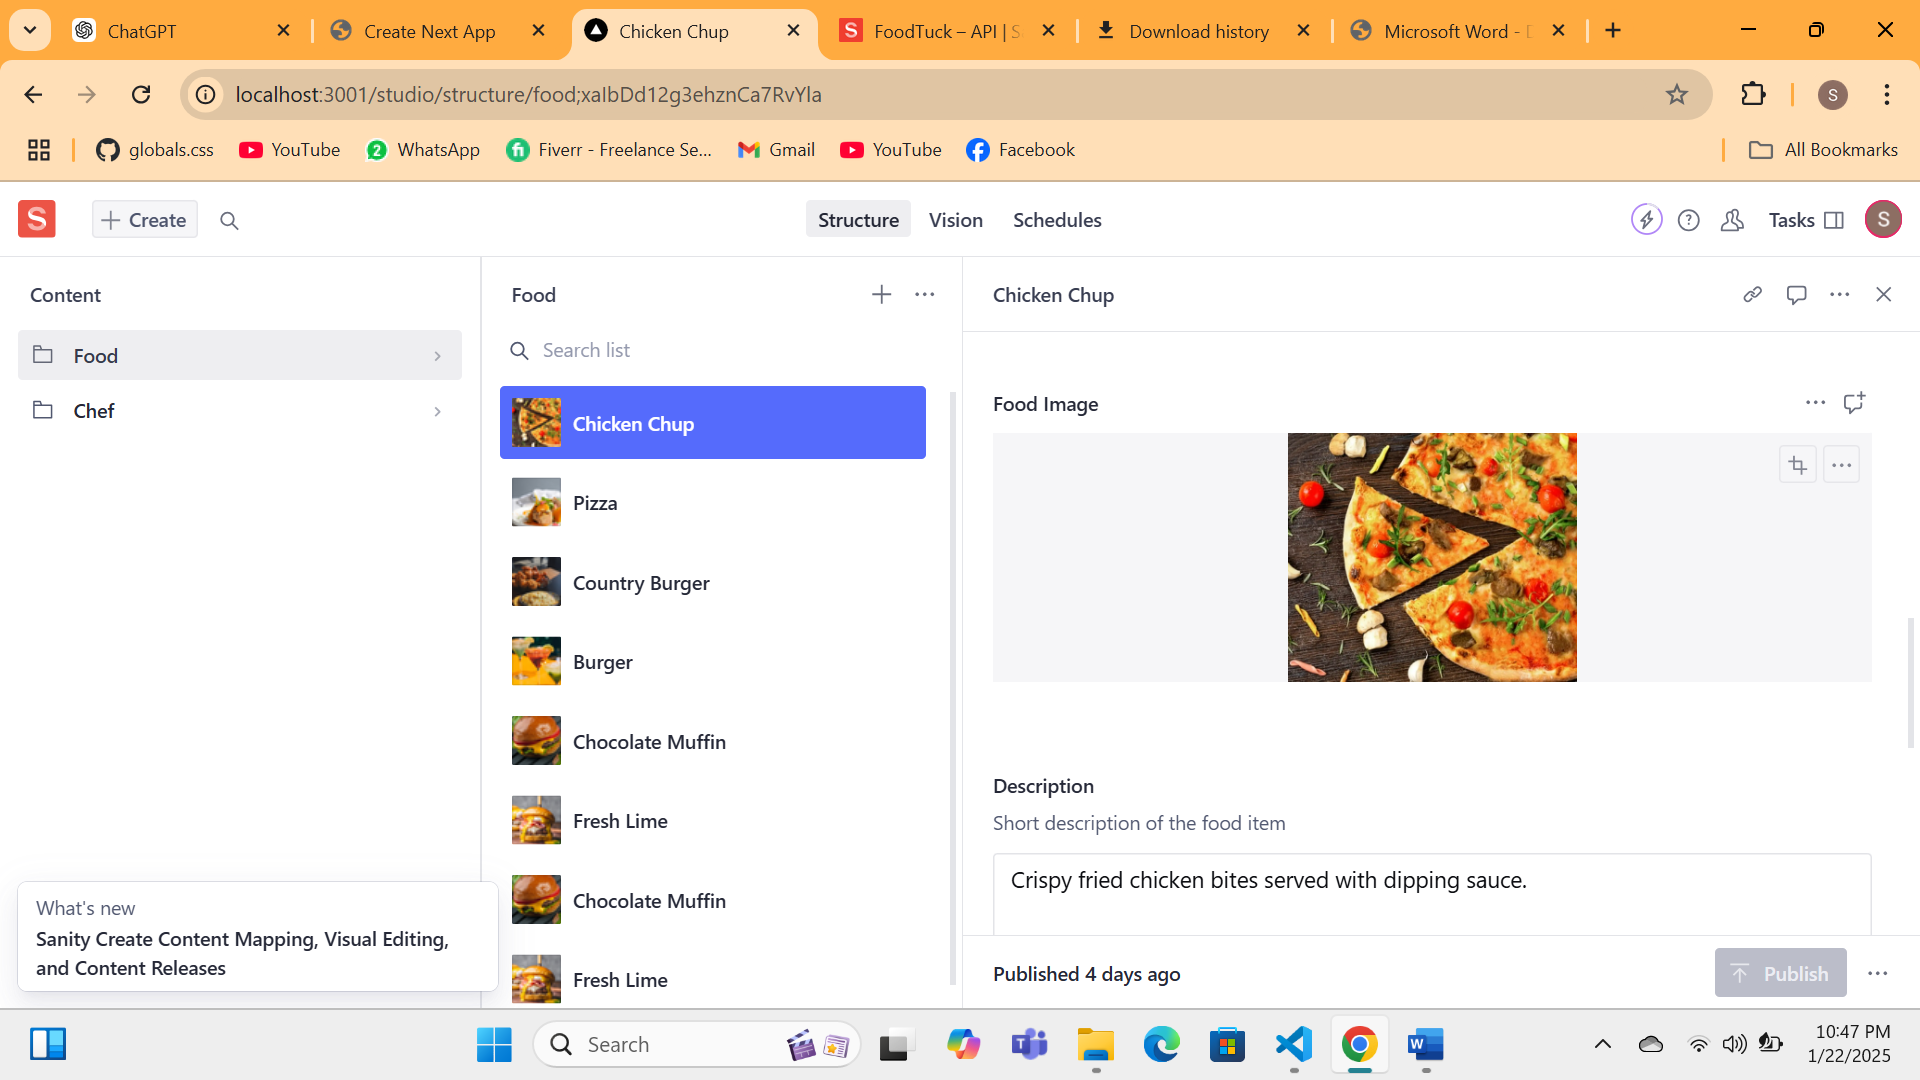 ChatGPT
Create Next App
Chicken Chup
FoodTuck – API | S
Download history
Microsoft Word - D
localhost:3001/studio/structure/food;xaIbDd12g3ehznCa7RvYla
S
globals.css
YouTube
2
WhatsApp
Fiverr - Freelance Se...
Gmail
YouTube
Facebook
All Bookmarks
S
Create
Structure
Vision
Schedules
Tasks
S
Content
Food
Chef
Food
Search list
Chicken Chup
Pizza
Country Burger
Burger
Chocolate Muffin
Fresh Lime
Chocolate Muffin
Fresh Lime
Chicken Chup
Food Image
Description
Short description of the food item
Crispy fried chicken bites served with dipping sauce.
Published 4 days ago
Publish
What's new
Sanity Create Content Mapping, Visual Editing,
and Content Releases
Search
10:47 PM
1/22/2025